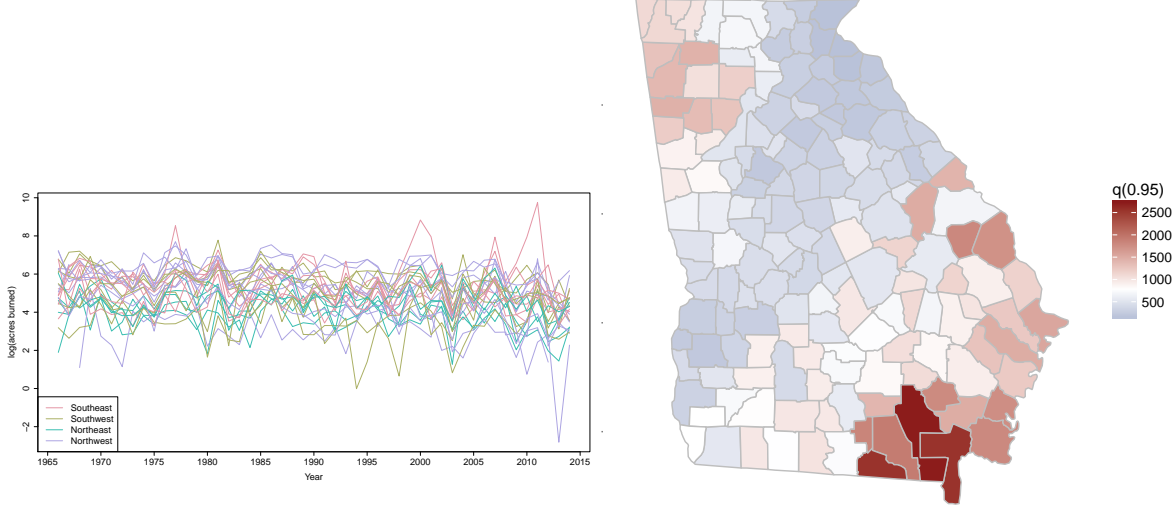 10
8
6
4
2
0
−2
log(acres burned)
Southeast
Southwest
Northeast
Northwest
1965 1970 1975 1980 1985 1990 1995 2000 2005 2010 2015
Year
q(0.95)
2500
2000
1500
1000
500